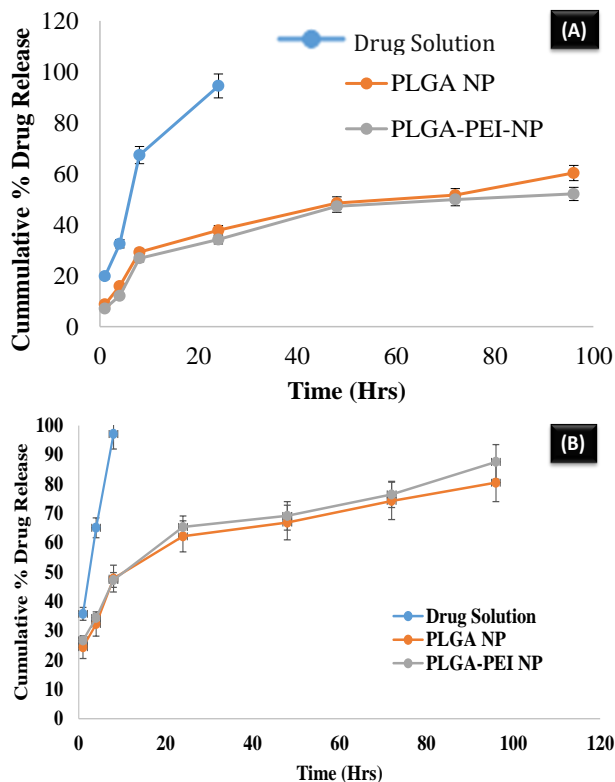 (A)
120
100
80
60
40
20
0
Cummulative % Drug Release
Drug Solution
PLGA NP
PLGA-PEI-NP
0 20 40 60 80 100
Time (Hrs)
(B)
100
90
80
70
60
50
40
30
20
10
0
Cumulative % Drug Release
Drug Solution
PLGA NP
PLGA-PEI NP
0 20 40 60 80 100 120
Time (Hrs)